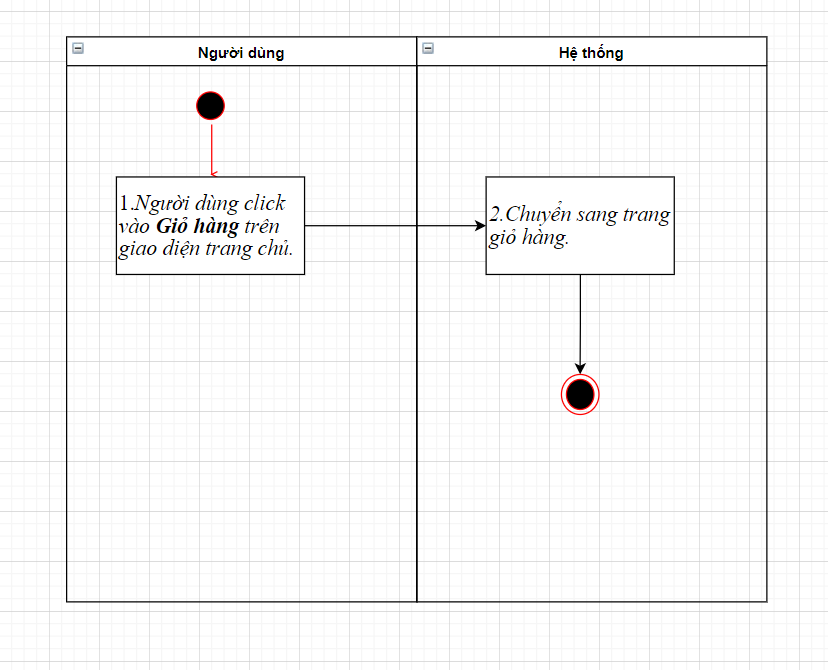 Người dùng
Hệ thống
1.Người dùng click
vào Giỏ hàng trên
giao diện trang chủ.
2.Chuyển sang trang
giỏ hàng.